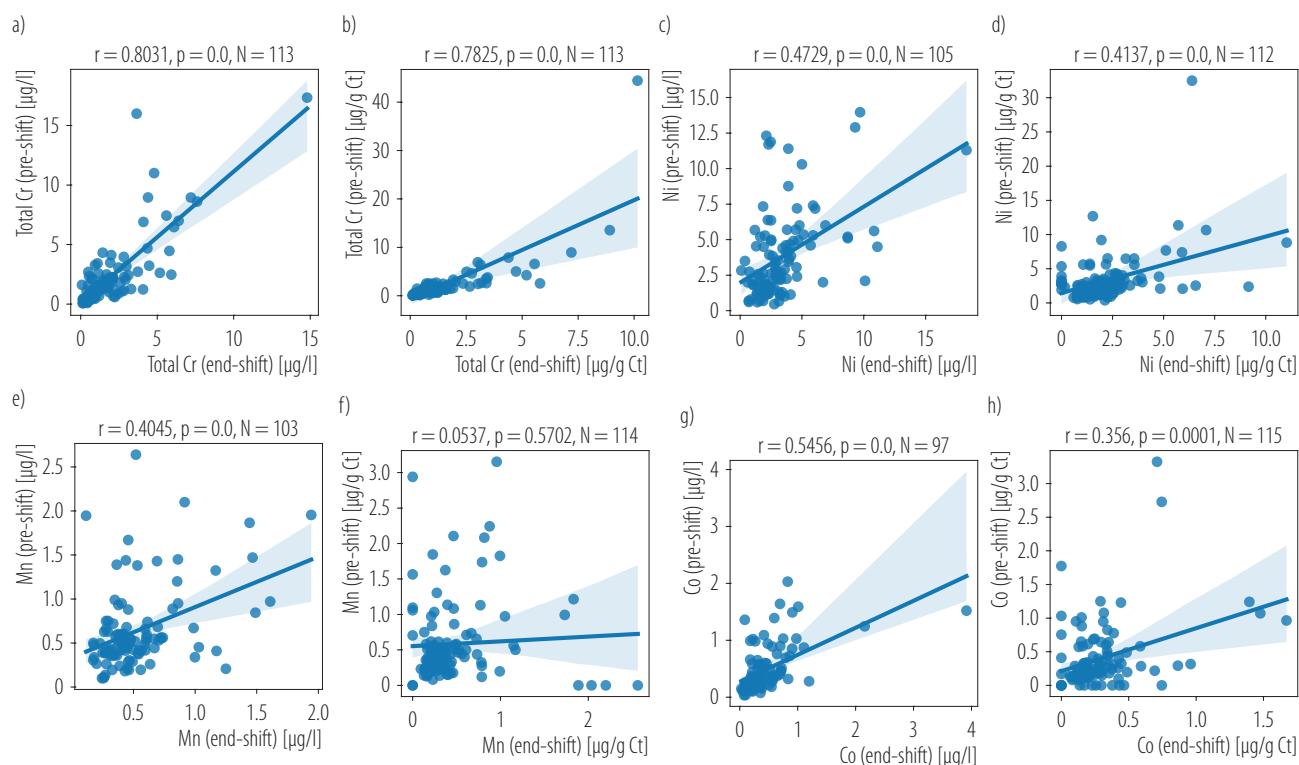 a)
r = 0.8031, p = 0.0, N = 113
Total Cr (pre-shift) [µg/l]
15
10
5
0
0 5 10 15
Total Cr (end-shift) [µg/l]
b)
r = 0.7825, p = 0.0, N = 113
Total Cr (pre-shift) [µg/g Ct]
40
30
20
10
0
0 2.5 5.0 7.5 10.0
Total Cr (end-shift) [µg/g Ct]
c)
r = 0.4729, p = 0.0, N = 105
Ni (pre-shift) [µg/l]
15.0
12.5
10.0
7.5
5.0
2.5
0
0 5 10 15
Ni (end-shift) [µg/l]
d)
r = 0.4137, p = 0.0, N = 112
Ni (pre-shift) [µg/g Ct]
30
25
20
15
10
5
0
0 2.5 5.0 7.5 10.0
Ni (end-shift) [µg/g Ct]
e)
r = 0.4045, p = 0.0, N = 103
Mn (pre-shift) [µg/l]
2.5
2.0
1.5
1.0
0.5
0
0.5 1.0 1.5 2.0
Mn (end-shift) [µg/l]
f)
r = 0.0537, p = 0.5702, N = 114
Mn (pre-shift) [µg/g Ct]
3.0
2.5
2.0
1.5
1.0
0.5
0
0 1 2
Mn (end-shift) [µg/g Ct]
g)
r = 0.5456, p = 0.0, N = 97
Co (pre-shift) [µg/l]
4
3
2
1
0
0 1 2 3 4
Co (end-shift) [µg/l]
h)
r = 0.356, p = 0.0001, N = 115
Co (pre-shift) [µg/g Ct]
3.0
2.5
2.0
1.5
1.0
0.5
0
0 0.5 1.0 1.5
Co (end-shift) [µg/g Ct]